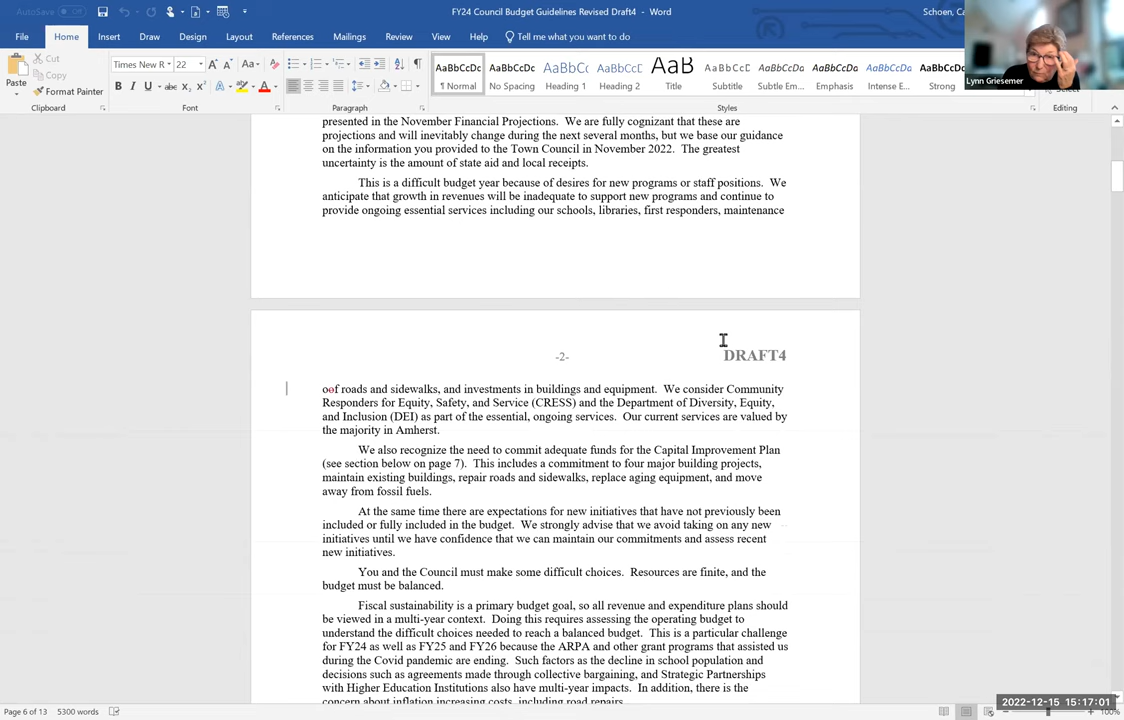 AutoSave Off
FY24 Council Budget Guidelines Revised Draft4 - Word
Schoen, Ca
File Home Insert Draw Design Layout References Mailings Review View Help Tell me what you want to do
Paste
Cut
Copy
Format Painter
Clipboard
Times New R 22
Font
Paragraph
AaBbCcDc AaBbCcDc AaBbCc AaBbCcD AaB AaBbCcD AaBbCcDa AaBbCcDa AaBbCcDa AaBbCcDc
¶ Normal No Spacing Heading 1 Heading 2 Title Subtitle Subtle Em... Emphasis Intense E... Strong
Styles
Editing
Lynn Griesemer
presented in the November Financial Projections. We are fully cognizant that these are
projections and will inevitably change during the next several months, but we base our guidance
on the information you provided to the Town Council in November 2022. The greatest
uncertainty is the amount of state aid and local receipts.
This is a difficult budget year because of desires for new programs or staff positions. We
anticipate that growth in revenues will be inadequate to support new programs and continue to
provide ongoing essential services including our schools, libraries, first responders, maintenance
-2-
DRAFT4
oof roads and sidewalks, and investments in buildings and equipment. We consider Community
Responders for Equity, Safety, and Service (CRESS) and the Department of Diversity, Equity,
and Inclusion (DEI) as part of the essential, ongoing services. Our current services are valued by
the majority in Amherst.
We also recognize the need to commit adequate funds for the Capital Improvement Plan
(see section below on page 7). This includes a commitment to four major building projects,
maintain existing buildings, repair roads and sidewalks, replace aging equipment, and move
away from fossil fuels.
At the same time there are expectations for new initiatives that have not previously been
included or fully included in the budget. We strongly advise that we avoid taking on any new
initiatives until we have confidence that we can maintain our commitments and assess recent
new initiatives.
You and the Council must make some difficult choices. Resources are finite, and the
budget must be balanced.
Fiscal sustainability is a primary budget goal, so all revenue and expenditure plans should
be viewed in a multi-year context. Doing this requires assessing the operating budget to
understand the difficult choices needed to reach a balanced budget. This is a particular challenge
for FY24 as well as FY25 and FY26 because the ARPA and other grant programs that assisted us
during the Covid pandemic are ending. Such factors as the decline in school population and
decisions such as agreements made through collective bargaining, and Strategic Partnerships
with Higher Education Institutions also have multi-year impacts. In addition, there is the
concern about inflation increasing costs, including road repairs.
Page 6 of 13 5300 words
2022-12-15 15:17:01
100%